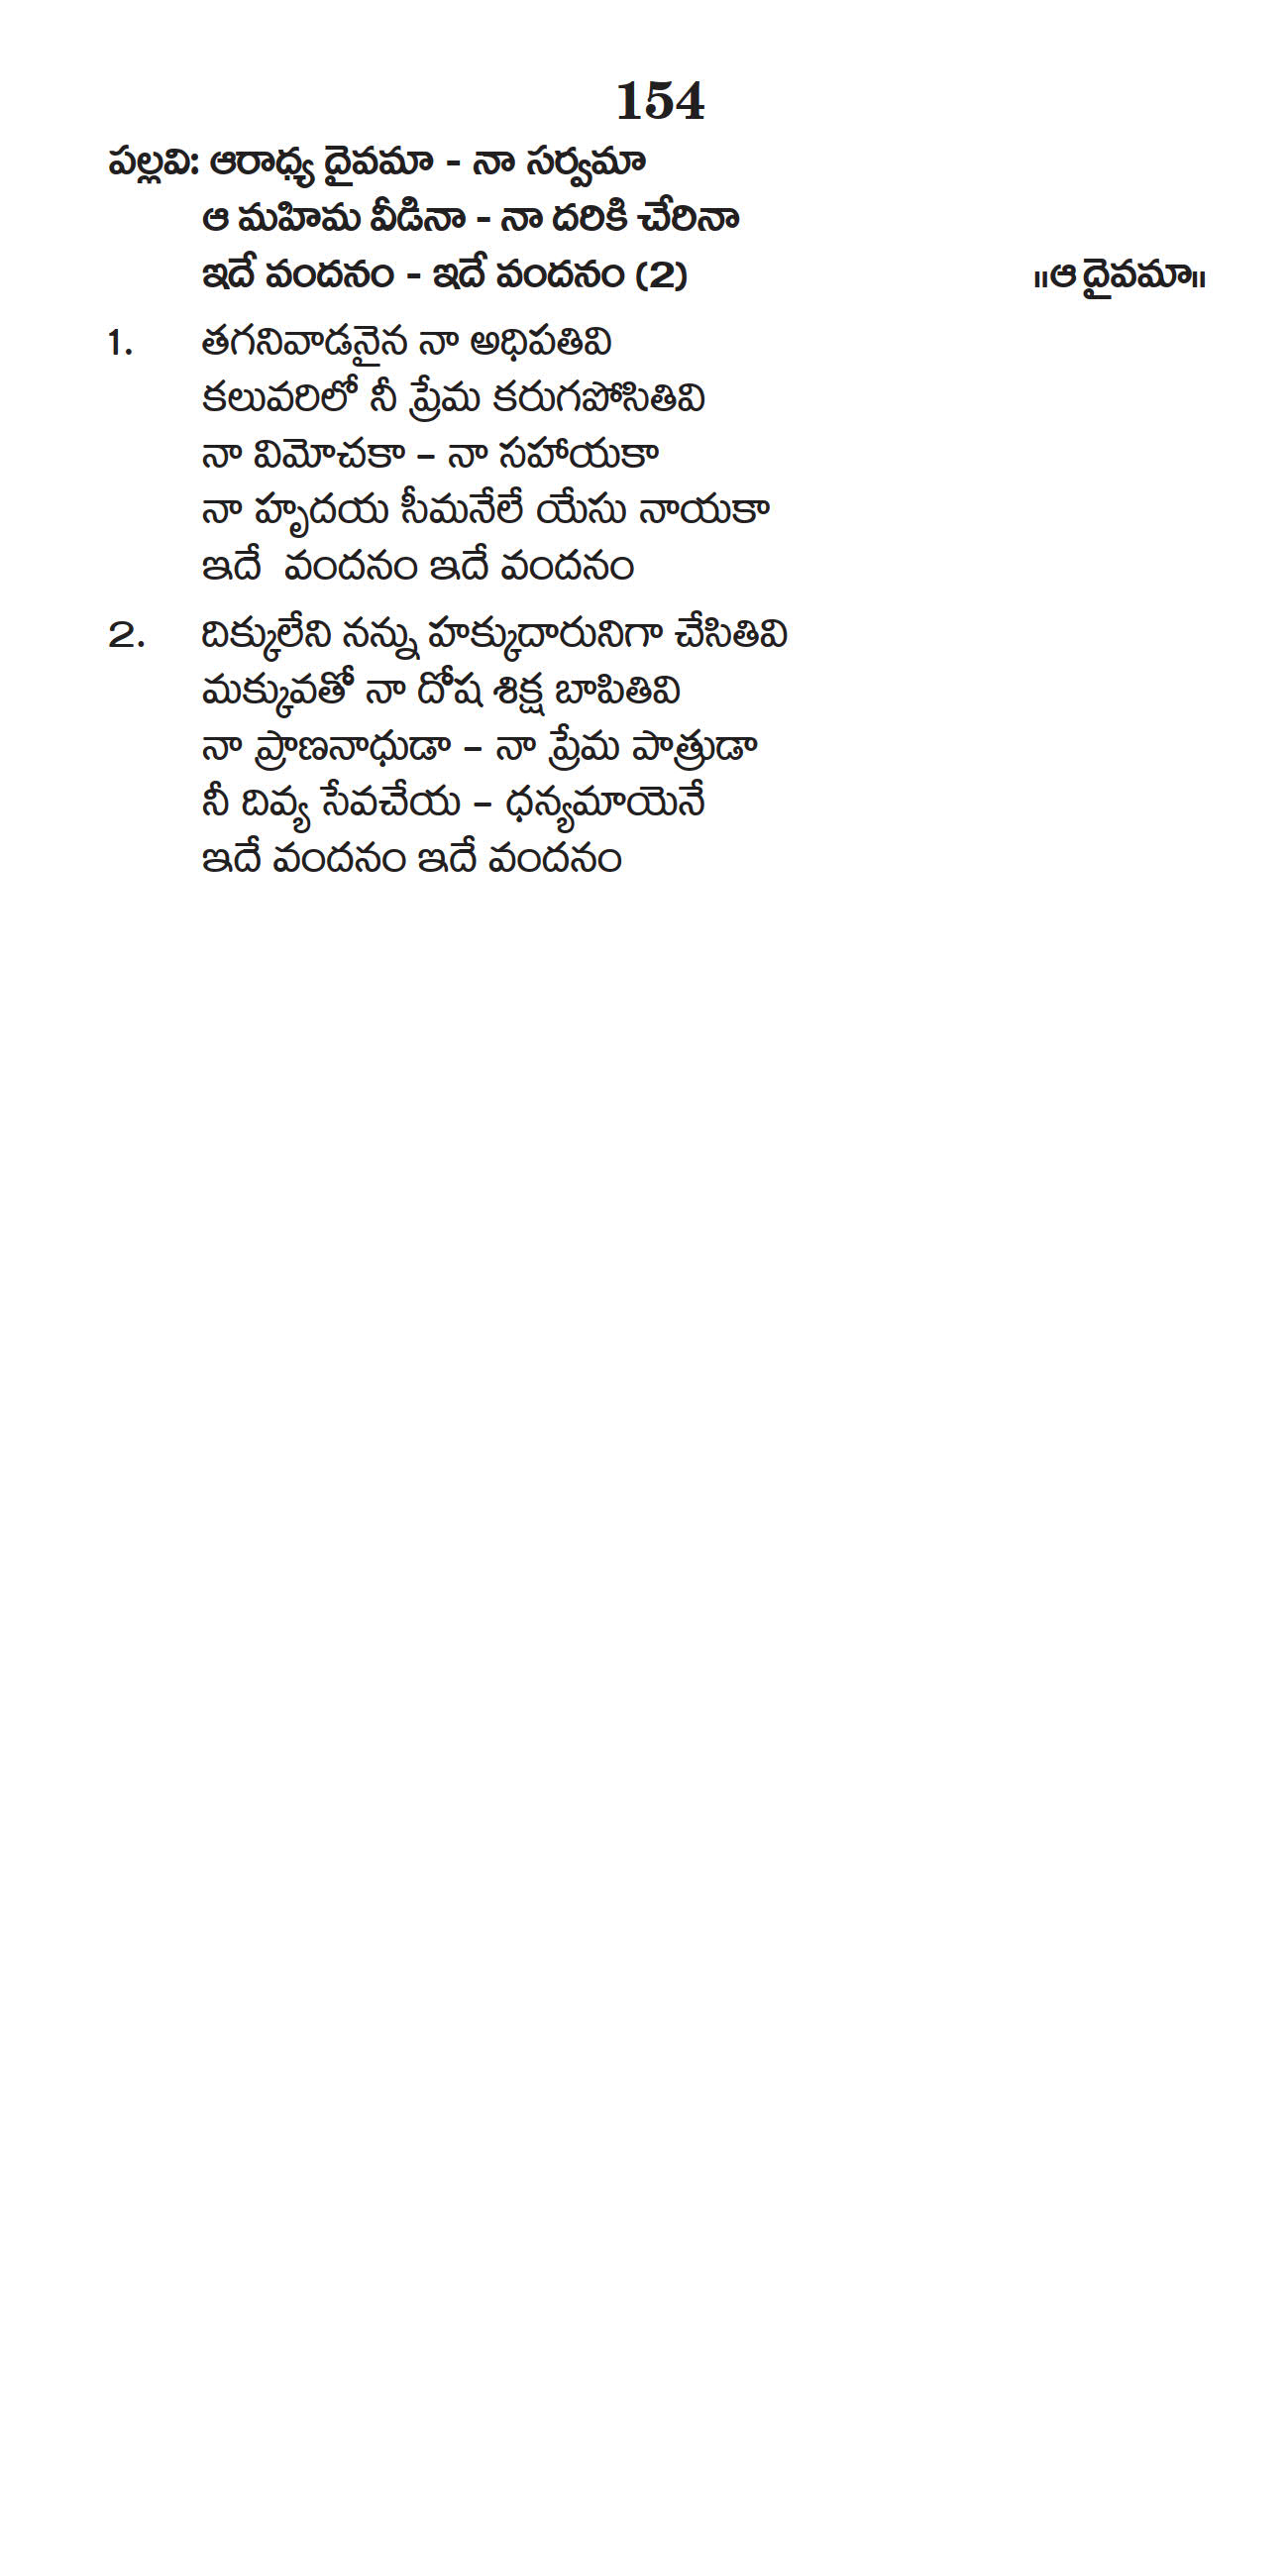 154
పల్లవి: ఆరాధ్య దైవమా - నా సర్వమా
ఆ మహిమ వీడినా - నా దరికి చేరినా
ఇదే వందనం - ఇదే వందనం (2) ॥ఆ దైవమా॥
1. తగనివాడనైన నా అధిపతివి
కలువరిలో నీ ప్రేమ కరుగపోసితివి
నా విమోచకా – నా సహాయకా
నా హృదయ సీమనేలే యేసు నాయకా
ఇదే వందనం ఇదే వందనం
2. దిక్కులేని నన్ను హక్కుదారునిగా చేసితివి
మక్కువతో నా దోష శిక్ష బాపితివి
నా ప్రాణనాధుడా – నా ప్రేమ పాత్రుడా
నీ దివ్య సేవచేయ – ధన్యమాయెనే
ఇదే వందనం ఇదే వందనం